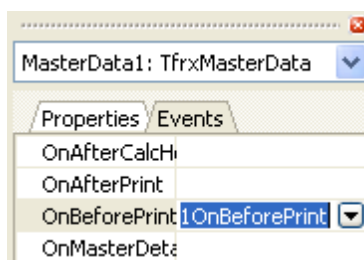 MasterData1: TfrxMasterData
Properties Events
OnAfterCalcH
OnAfterPrint
OnBeforePrint 1OnBeforePrint
OnMasterDeta